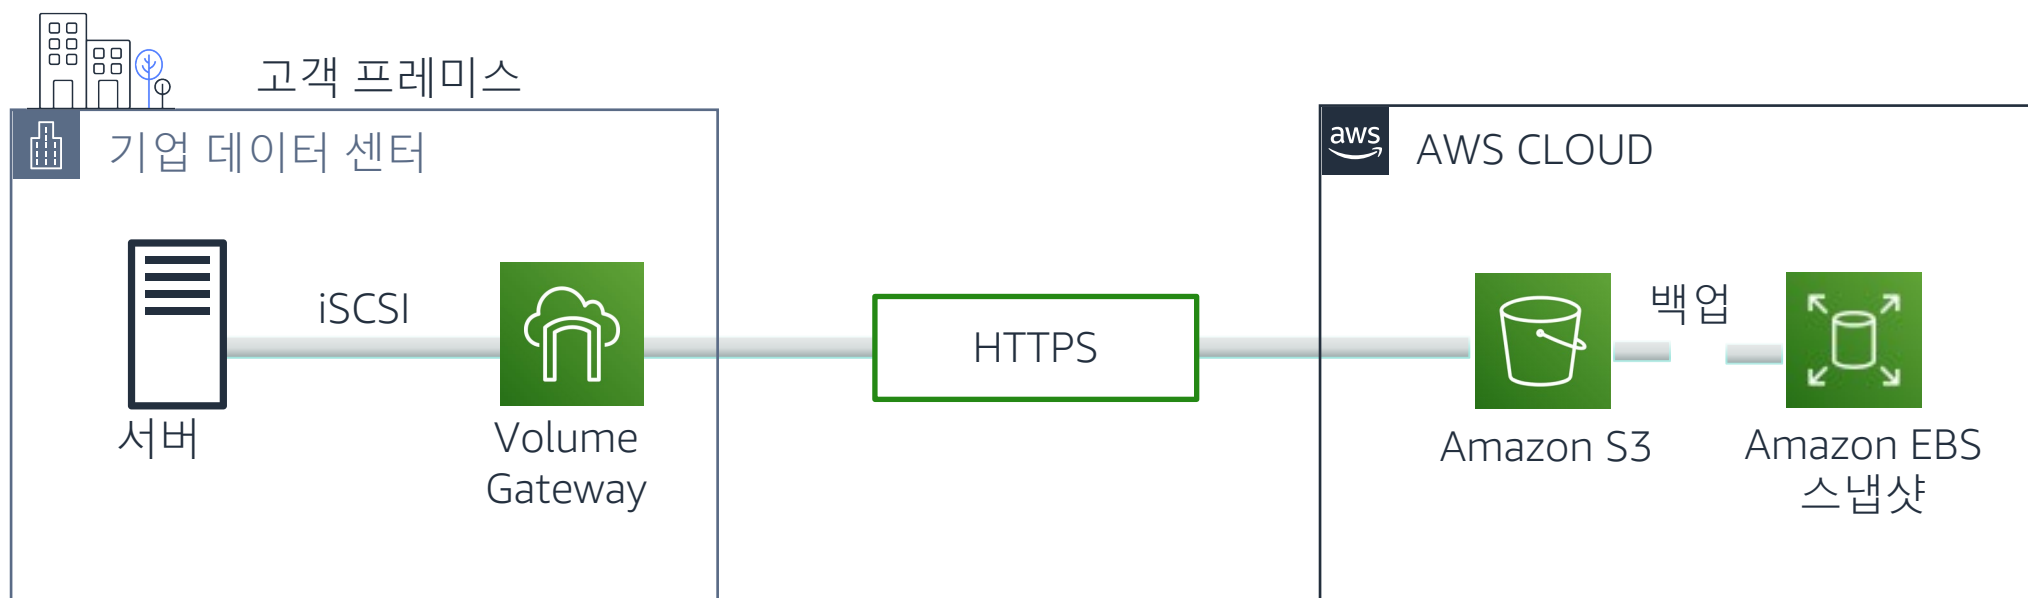 고객 프레미스
기업 데이터 센터
aws
AWS CLOUD
iSCSI
백업
HTTPS
서버
Volume
Gateway
Amazon S3
Amazon EBS
스냅샷